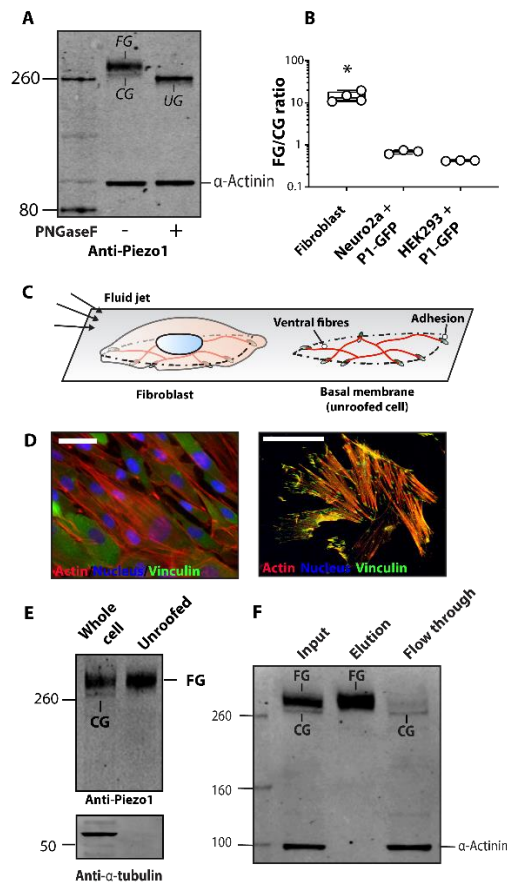 A
FG
260
CG
UG
α-Actinin
80
PNGaseF - +
Anti-Piezo1
B
FG/CG ratio
100
*
10
1
0.1
Fibroblast
Neuro2a +
P1-GFP
HEK293 +
P1-GFP
C
Fluid jet
Ventral fibres
Adhesion
Fibroblast
Basal membrane
(unroofed cell)
D
Actin Nucleus Vinculin
Actin Nucleus Vinculin
E
Whole
cell
Unroofed
FG
260
CG
Anti-Piezo1
50
Anti-α-tubulin
F
Input
Elution
Flow through
FG
FG
260
CG
CG
160
100
α-Actinin